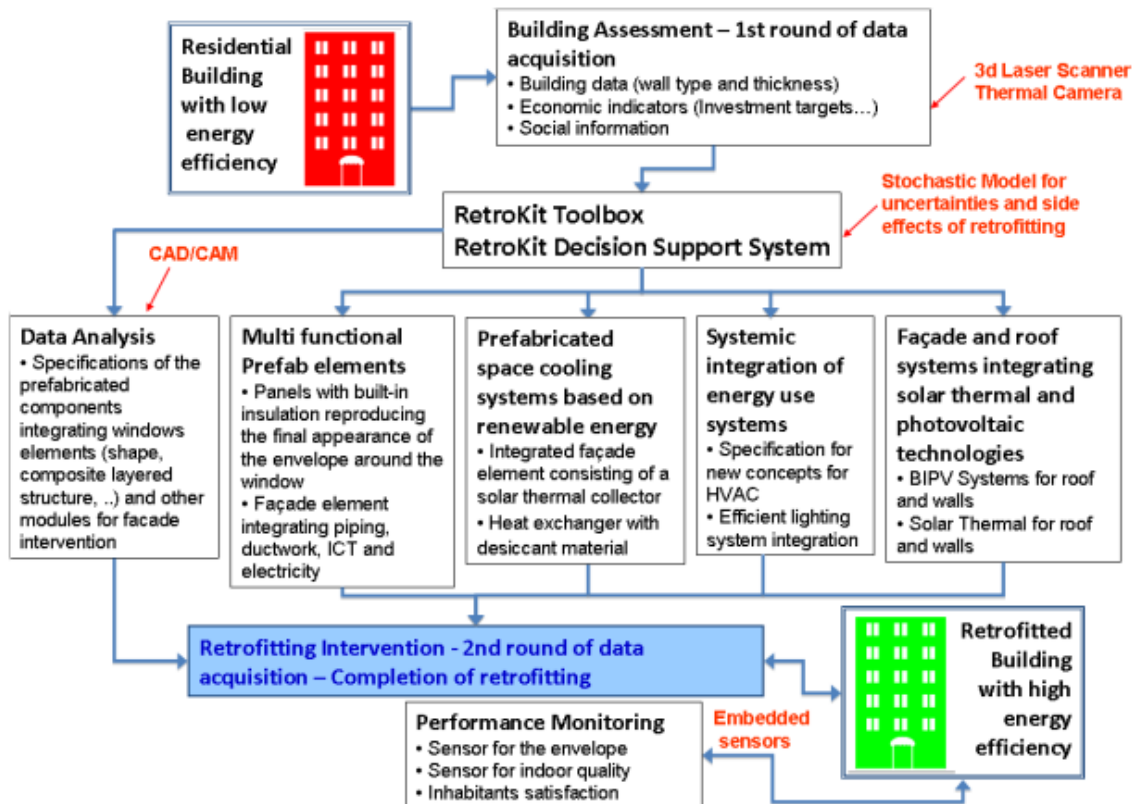 Residential
Building
with low
energy
efficiency
Building Assessment – 1st round of data
acquisition
• Building data (wall type and thickness)
• Economic indicators (Investment targets…)
• Social information
3d Laser Scanner
Thermal Camera
RetroKit Toolbox
RetroKit Decision Support System
Stochastic Model for
uncertainties and side
effects of retrofitting
CAD/CAM
Data Analysis
• Specifications of the
prefabricated
components
integrating windows
elements (shape,
composite layered
structure, ..) and other
modules for facade
intervention
Multi functional
Prefab elements
• Panels with built-in
insulation reproducing
the final appearance of
the envelope around the
window
• Façade element
integrating piping,
ductwork, ICT and
electricity
Prefabricated
space cooling
systems based on
renewable energy
• Integrated façade
element consisting of a
solar thermal collector
• Heat exchanger with
desiccant material
Systemic
integration of
energy use
systems
• Specification for
new concepts for
HVAC
• Efficient lighting
system integration
Façade and roof
systems integrating
solar thermal and
photovoltaic
technologies
• BIPV Systems for roof
and walls
• Solar Thermal for roof
and walls
Retrofitting Intervention - 2nd round of data
acquisition – Completion of retrofitting
Retrofitted
Building
with high
energy
efficiency
Performance Monitoring
• Sensor for the envelope
• Sensor for indoor quality
• Inhabitants satisfaction
Embedded
sensors